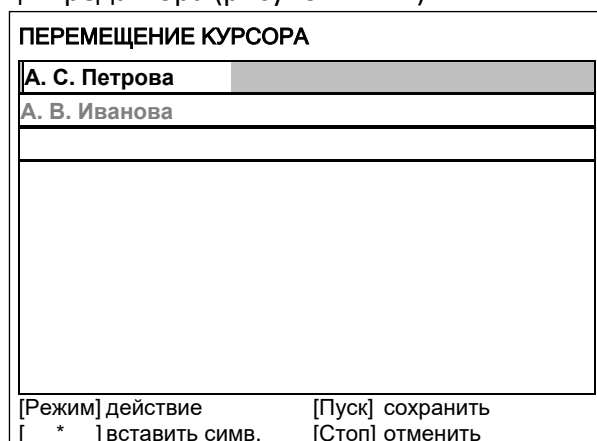 ПЕРЕМЕЩЕНИЕ КУРСОРА
А. С. Петрова
А. В. Иванова
[Режим] действие [Пуск] сохранить
[ * ] вставить симв. [Стоп] отменить